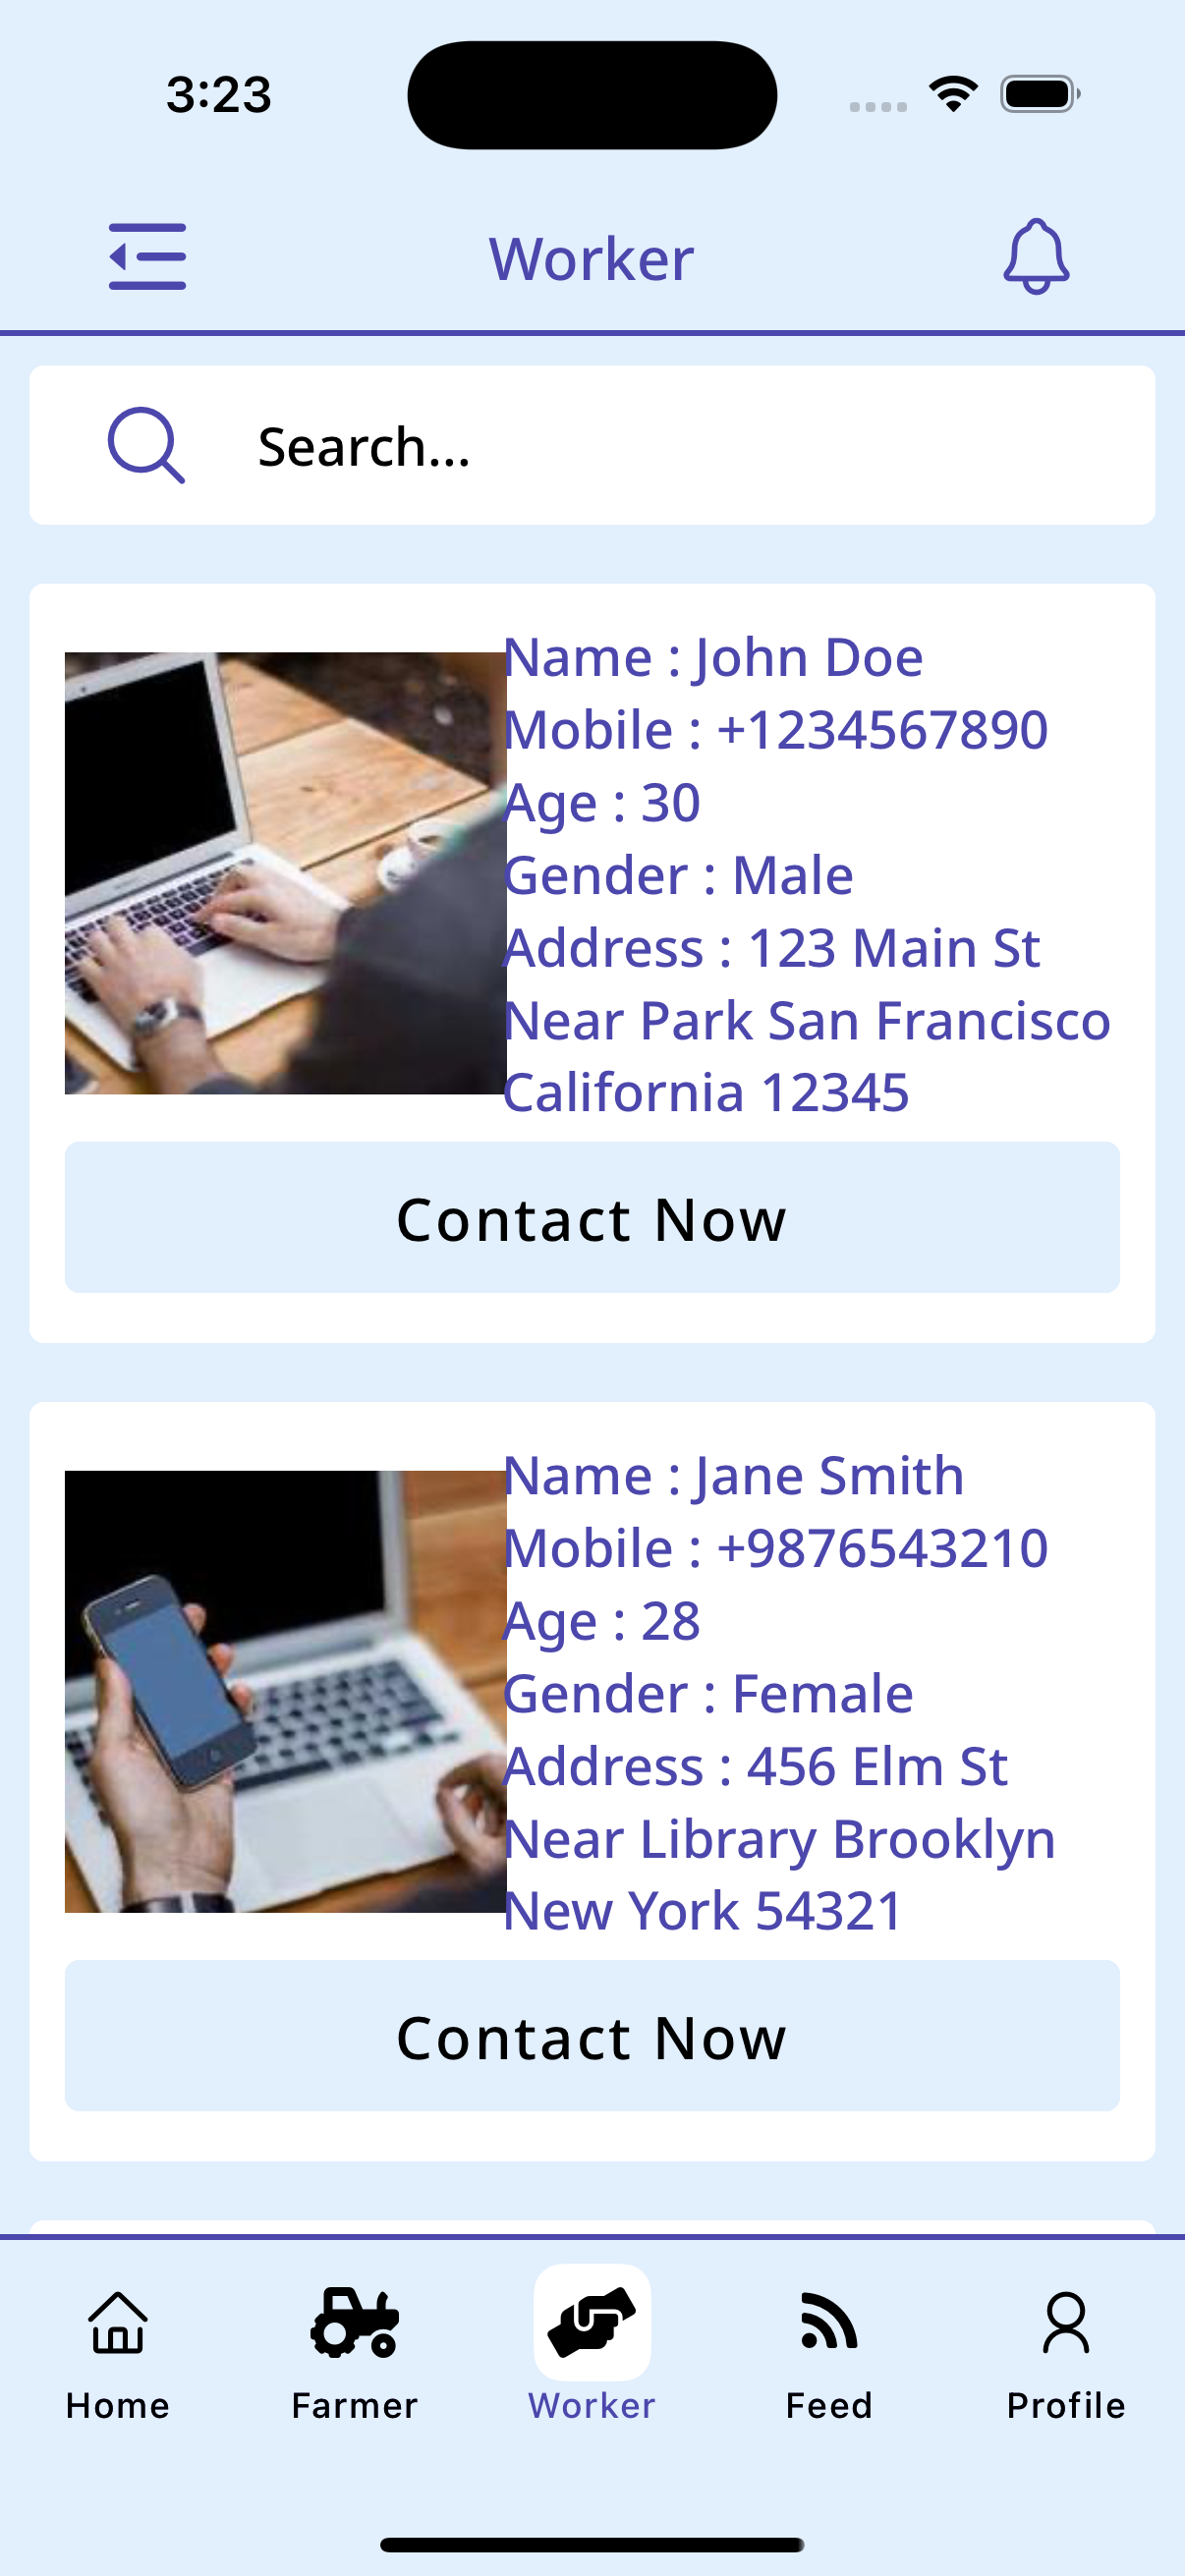 3:23
Worker
Search...
Name : John Doe
Mobile : +1234567890
Age : 30
Gender : Male
Address : 123 Main St
Near Park San Francisco
California 12345
Contact Now
Name : Jane Smith
Mobile : +9876543210
Age : 28
Gender : Female
Address : 456 Elm St
Near Library Brooklyn
New York 54321
Contact Now
Home
Farmer
Worker
Feed
Profile